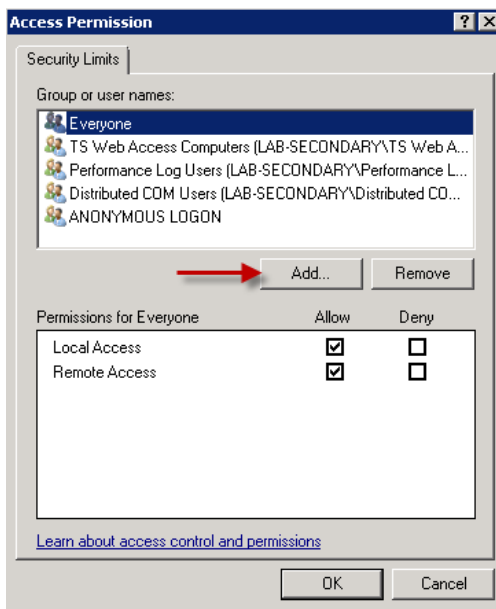 Access Permission
Security Limits
Group or user names:
Everyone
TS Web Access Computers (LAB-SECONDARY\TS Web A...
Performance Log Users (LAB-SECONDARY\Performance L...
Distributed COM Users (LAB-SECONDARY\Distributed CO...
ANONYMOUS LOGON
Add... Remove
Permissions for Everyone Allow Deny
Local Access
Remote Access
Learn about access control and permissions
OK Cancel